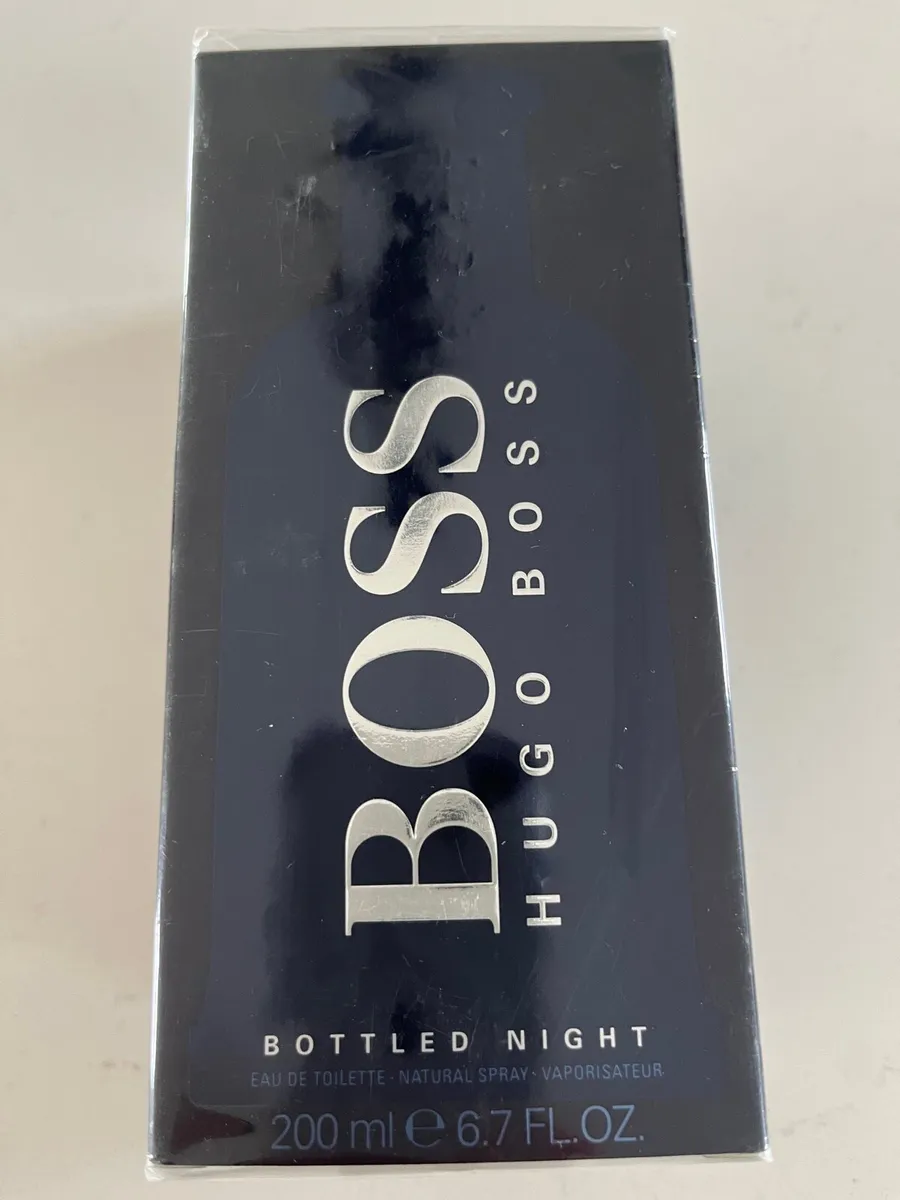 BOSS
HUGO BOSS
BOTTLED NIGHT
EAU DE TOILETTE · NATURAL SPRAY · VAPORISATEUR
200 ml ℮ 6.7 FL. OZ.